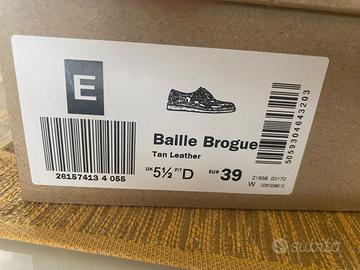 E
Baille Brogue
Tan Leather
5059304643203
26157413 4 055
UK 5½ FIT D EUR 39
21938 00170
W
subito